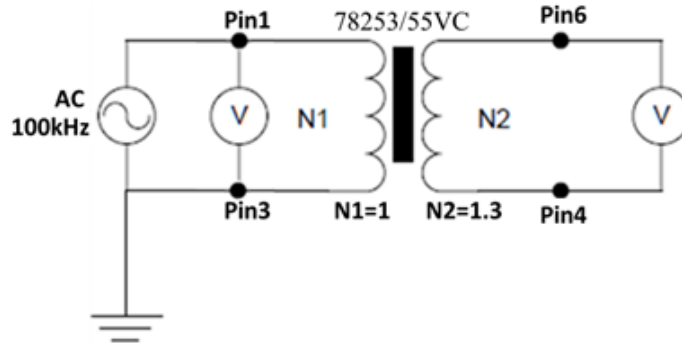 Pin1
78253/55VC
Pin6
AC
100kHz
V
N1
N2
V
Pin3
N1=1
N2=1.3
Pin4